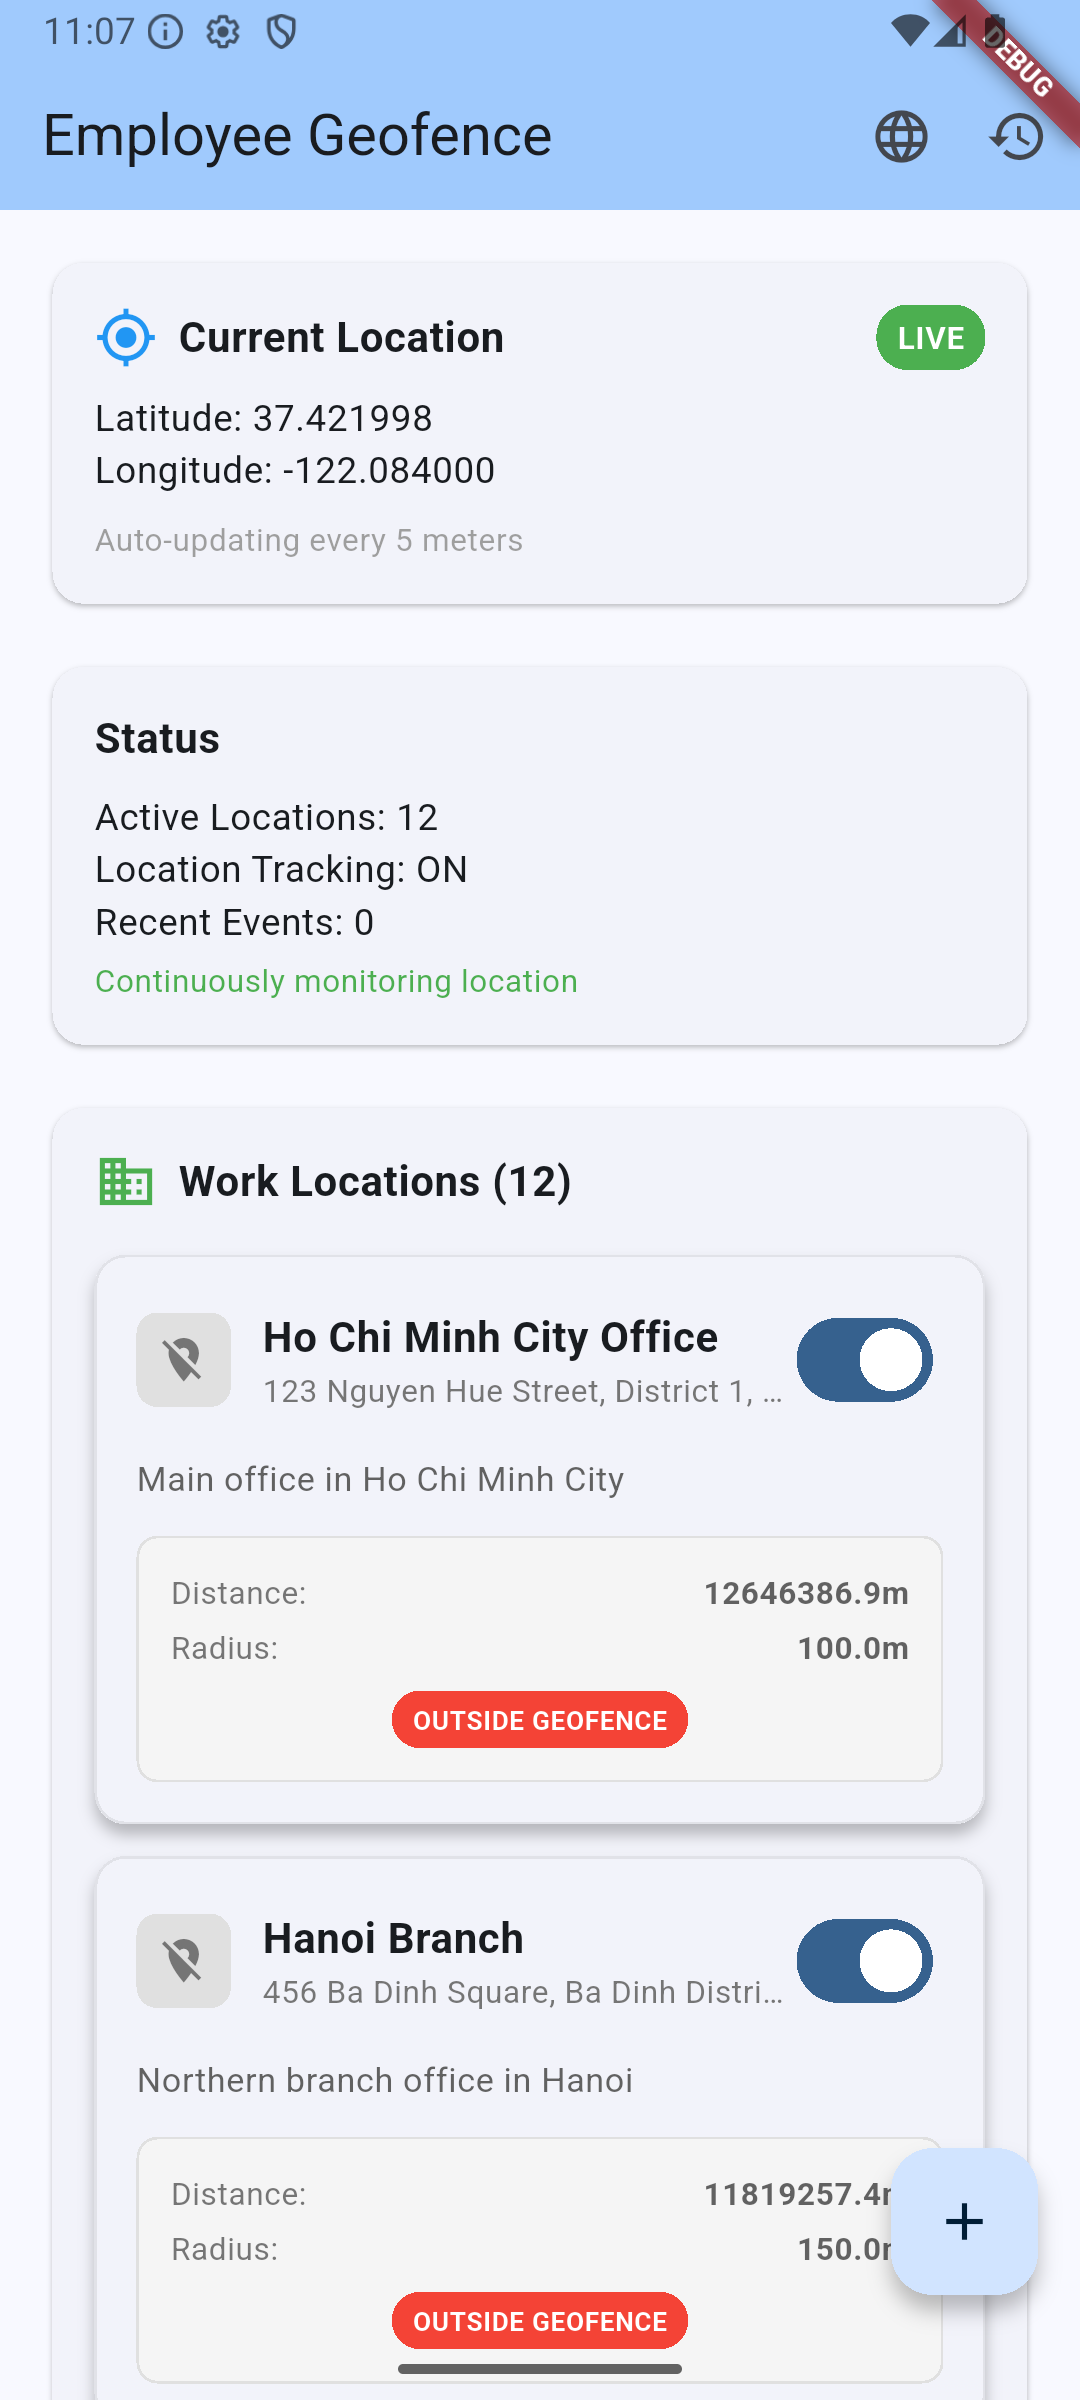 11:07
DEBUG
Employee Geofence
Current Location
LIVE
Latitude: 37.421998
Longitude: -122.084000
Auto-updating every 5 meters
Status
Active Locations: 12
Location Tracking: ON
Recent Events: 0
Continuously monitoring location
Work Locations (12)
Ho Chi Minh City Office
123 Nguyen Hue Street, District 1, ...
Main office in Ho Chi Minh City
Distance: 12646386.9m
Radius: 100.0m
OUTSIDE GEOFENCE
Hanoi Branch
456 Ba Dinh Square, Ba Dinh Distri...
Northern branch office in Hanoi
Distance: 11819257.4m
Radius: 150.0m
OUTSIDE GEOFENCE